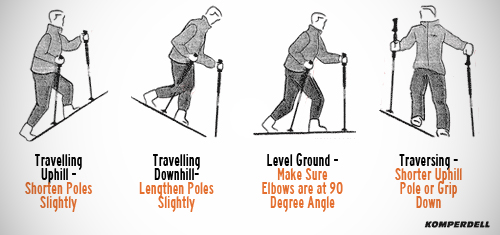 Travelling
Uphill -
Shorten Poles
Slightly
Travelling
Downhill-
Lengthen Poles
Slightly
Level Ground -
Make Sure
Elbows are at 90
Degree Angle
Traversing -
Shorter Uphill
Pole or Grip
Down
KOMPERDELL